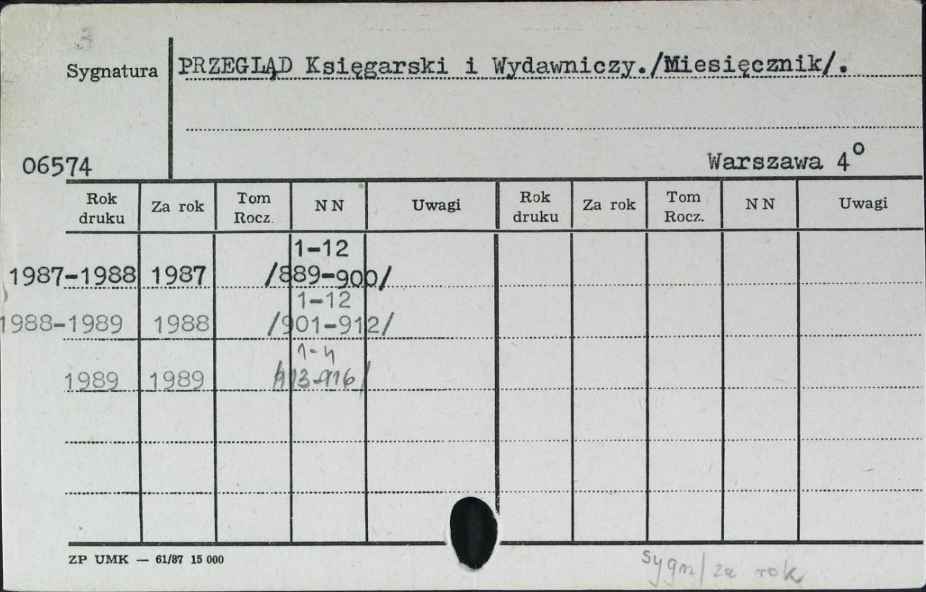 Sygnatura PRZEGLĄD Księgarski i Wydawniczy./Miesięcznik/.
06574 Warszawa 4°
Rok druku Za rok Tom Rocz. NN Uwagi Rok druku Za rok Tom Rocz. NN Uwagi
1-12
1987-1988 1987 /889-900/
1-12
1988-1989 1988 /901-912/
1-4
1989 1989 /913-916/
ZP UMK — 61/87 15 000
sygn/za rok